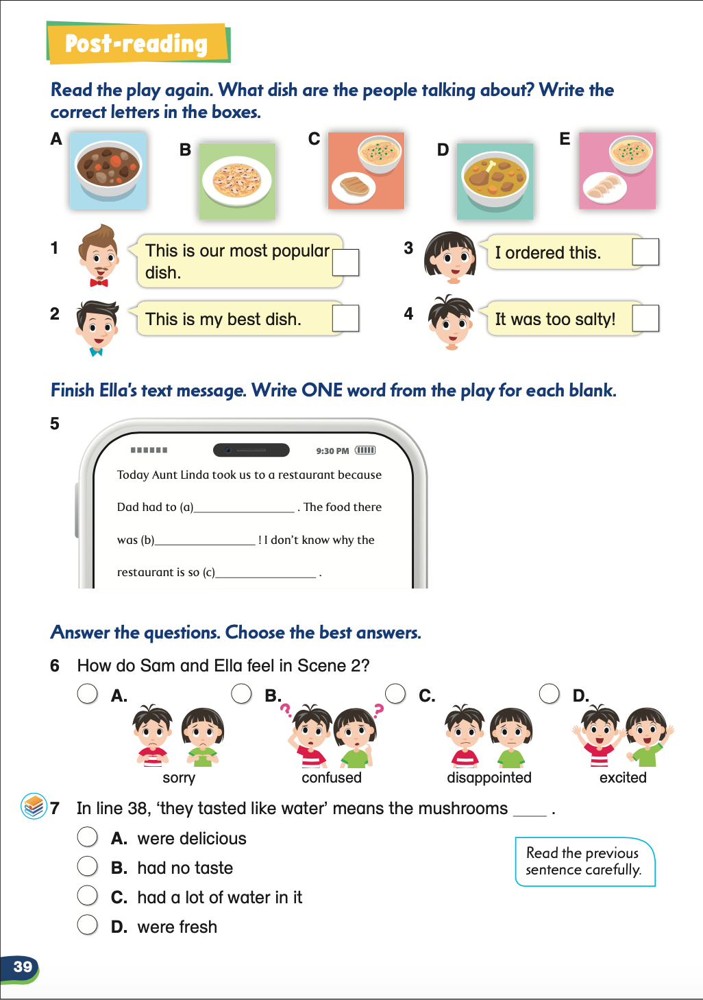 Post-reading
Read the play again. What dish are the people talking about? Write the
correct letters in the boxes.
A
B
C
D
E
1
This is our most popular
dish.
2
This is my best dish.
3
I ordered this.
4
It was too salty!
Finish Ella's text message. Write ONE word from the play for each blank.
5
9:30 PM
Today Aunt Linda took us to a restaurant because
Dad had to (a)________________ . The food there
was (b)________________ ! I don't know why the
restaurant is so (c)________________ .
Answer the questions. Choose the best answers.
6 How do Sam and Ella feel in Scene 2?
A. B. C. D.
? ?
sorry confused disappointed excited
7 In line 38, ‘they tasted like water’ means the mushrooms ____ .
A. were delicious
B. had no taste
C. had a lot of water in it
D. were fresh
Read the previous
sentence carefully.
39